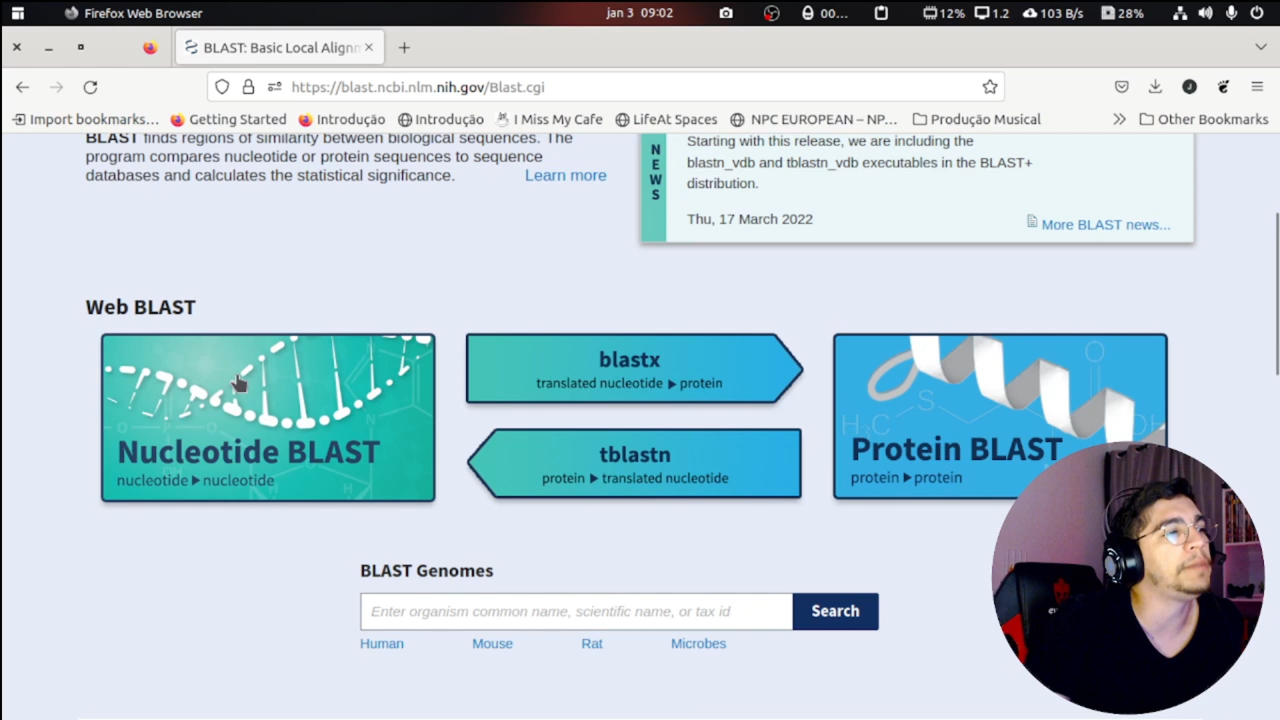 Firefox Web Browser
jan 3 09:02
00...
12%
1.2
103 B/s
28%
BLAST: Basic Local Alignm
https://blast.ncbi.nlm.nih.gov/Blast.cgi
J
Import bookmarks...
Getting Started
Introdução
Introdução
I Miss My Cafe
LifeAt Spaces
NPC EUROPEAN – NP...
Produção Musical
Other Bookmarks
BLAST finds regions of similarity between biological sequences. The
program compares nucleotide or protein sequences to sequence
databases and calculates the statistical significance.
Learn more
NEWS
Starting with this release, we are including the
blastn_vdb and tblastn_vdb executables in the BLAST+
distribution.
Thu, 17 March 2022
More BLAST news...
Web BLAST
Nucleotide BLAST
nucleotide ▶ nucleotide
blastx
translated nucleotide ▶ protein
tblastn
protein ▶ translated nucleotide
O
S
H₃C
OH
Protein BLAST
protein ▶ protein
BLAST Genomes
Enter organism common name, scientific name, or tax id
Search
Human
Mouse
Rat
Microbes